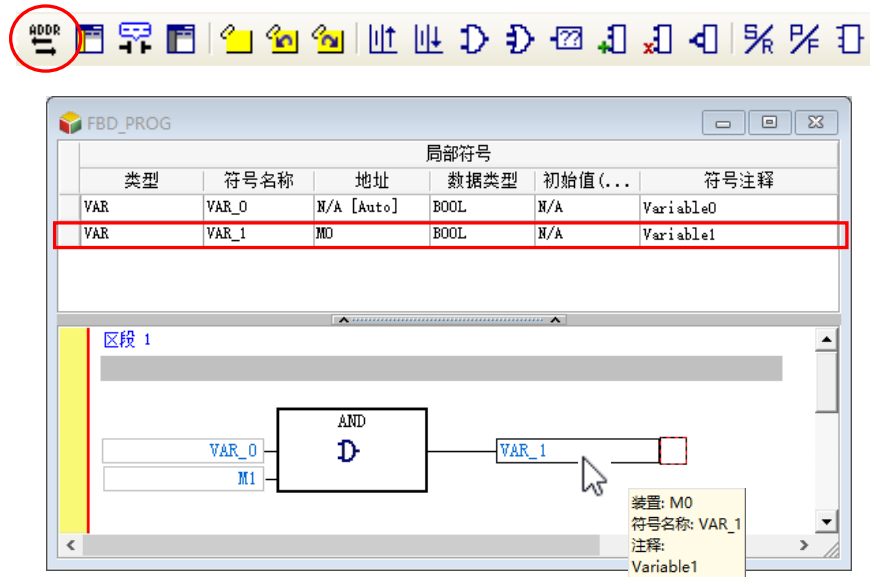 ADDR
??
S/R
P/F
FBD_PROG
局部符号
类型 符号名称 地址 数据类型 初始值(... 符号注释
VAR VAR_0 N/A [Auto] BOOL N/A Variable0
VAR VAR_1 M0 BOOL N/A Variable1
区段 1
AND
VAR_0 VAR_1
M1
装置: M0
符号名称: VAR_1
注释:
Variable1